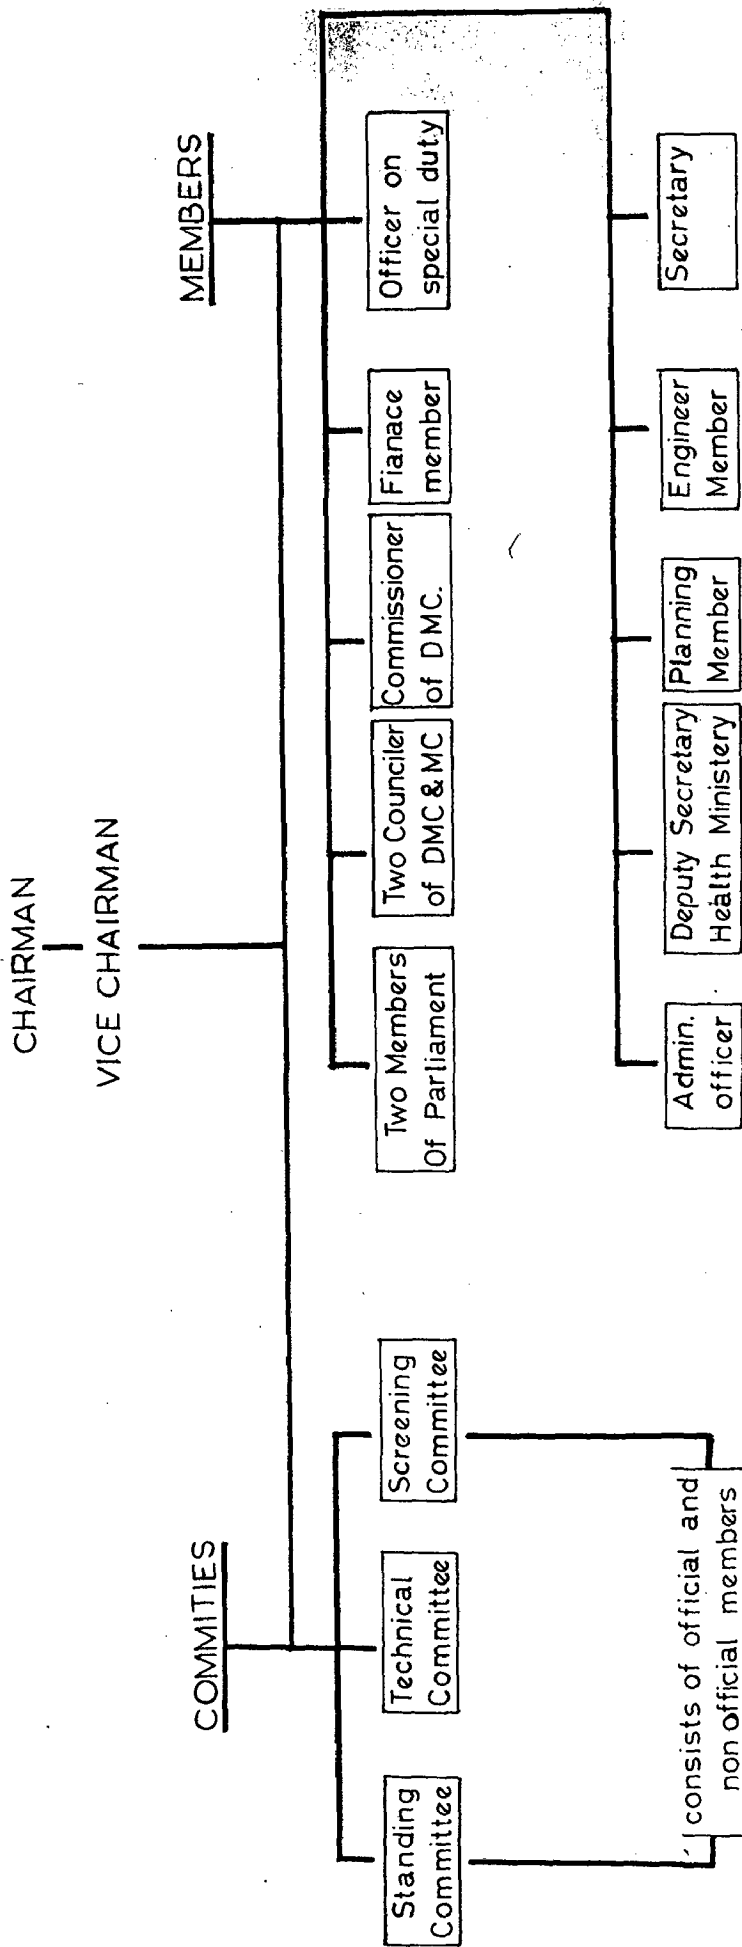 CHAIRMAN
VICE CHAIRMAN
COMMITIES
MEMBERS
Standing
Committee
Technical
Committee
Screening
Committee
Two Members
Of Parliament
Two Counciler
of DMC & MC
Commissioner
of DMC.
Fianace
member
Officer on
special duty
consists of official and
non official members
Admin.
officer
Deputy Secretary
Health Ministery
Planning
Member
Engineer
Member
Secretary